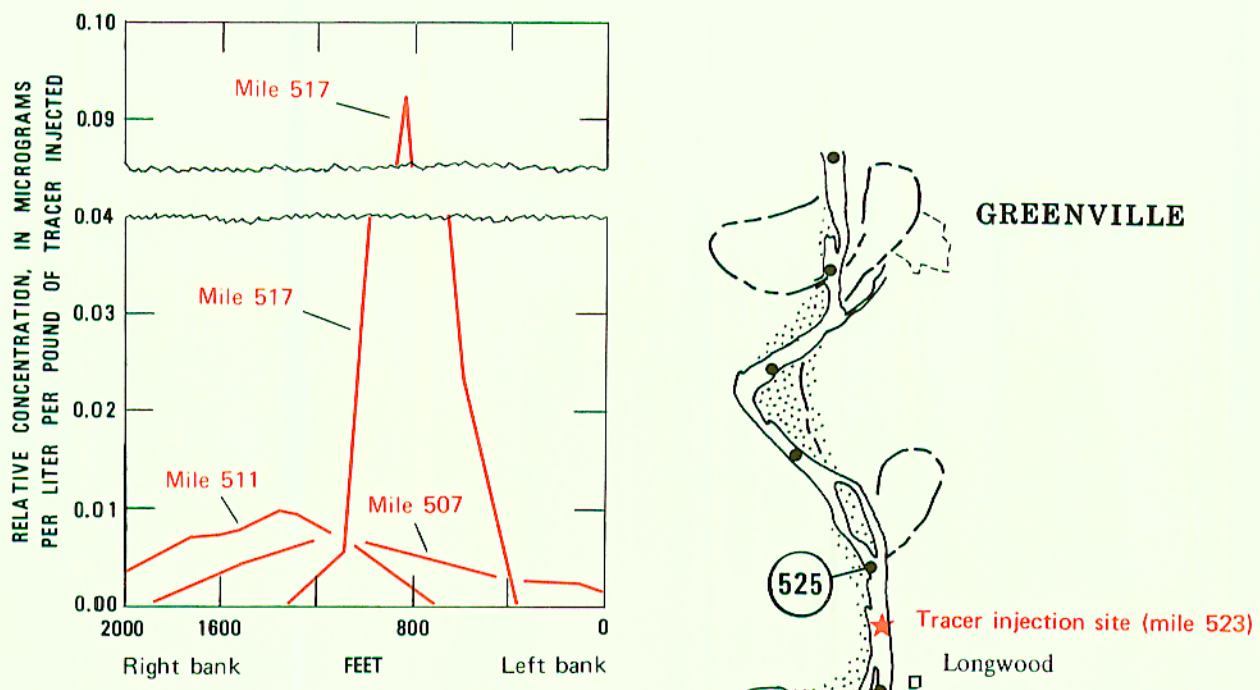 RELATIVE CONCENTRATION, IN MICROGRAMS
PER LITER PER POUND OF TRACER INJECTED
0.10
0.09
0.04
0.03
0.02
0.01
0.00
Mile 517
Mile 517
Mile 511
Mile 507
2000
1600
800
0
Right bank
FEET
Left bank
GREENVILLE
525
Tracer injection site (mile 523)
Longwood